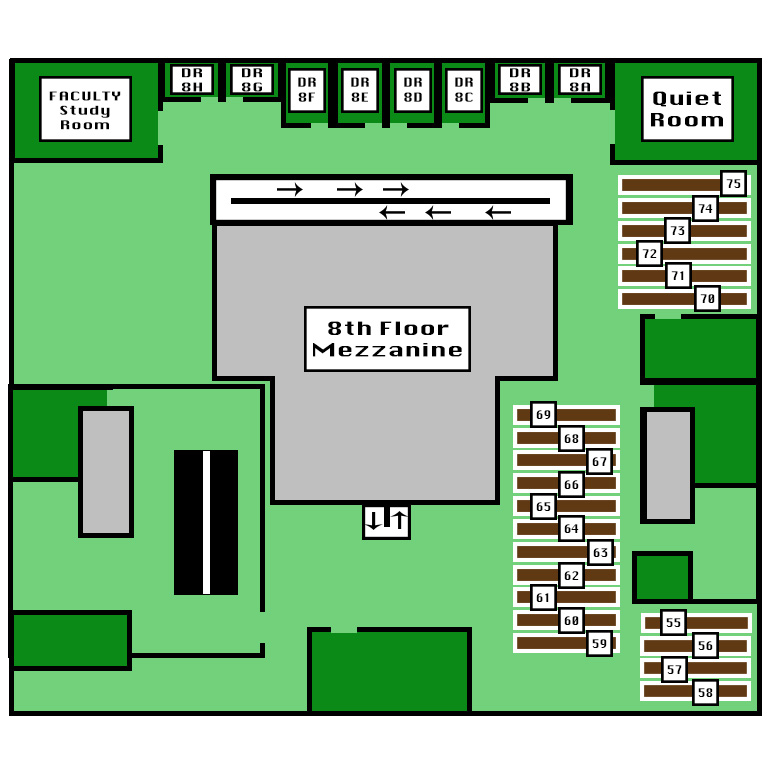 FACULTY
Study
Room
DR
8H
DR
8G
DR
8F
DR
8E
DR
8D
DR
8C
DR
8B
DR
8A
Quiet
Room
75
74
73
72
71
70
8th Floor
Mezzanine
69
68
67
66
65
64
63
62
61
60
59
55
56
57
58